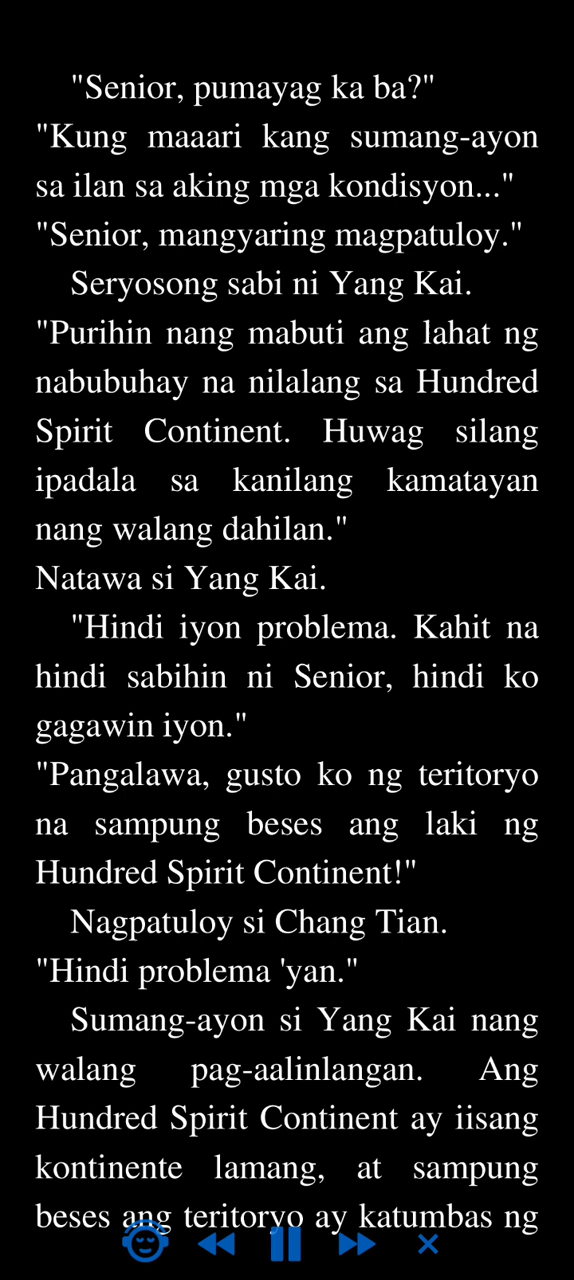 "Senior, pumayag ka ba?"
"Kung maaari kang sumang-ayon
sa ilan sa aking mga kondisyon..."
"Senior, mangyaring magpatuloy."
Seryosong sabi ni Yang Kai.
"Purihin nang mabuti ang lahat ng
nabubuhay na nilalang sa Hundred
Spirit Continent. Huwag silang
ipadala sa kanilang kamatayan
nang walang dahilan."
Natawa si Yang Kai.
"Hindi iyon problema. Kahit na
hindi sabihin ni Senior, hindi ko
gagawin iyon."
"Pangalawa, gusto ko ng teritoryo
na sampung beses ang laki ng
Hundred Spirit Continent!"
Nagpatuloy si Chang Tian.
"Hindi problema 'yan."
Sumang-ayon si Yang Kai nang
walang pag-aalinlangan. Ang
Hundred Spirit Continent ay iisang
kontinente lamang, at sampung
beses ang teritoryo ay katumbas ng